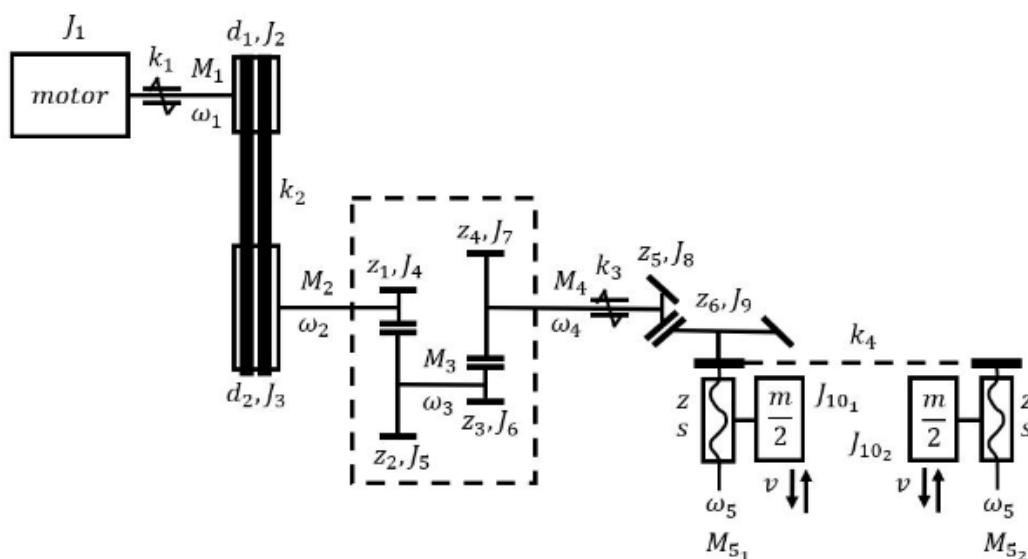 J₁
motor
k₁
M₁
ω₁
d₁, J₂
k₂
d₂, J₃
M₂
ω₂
z₁, J₄
z₂, J₅
M₃
ω₃
z₄, J₇
z₃, J₆
M₄
ω₄
k₃
z₅, J₈
z₆, J₉
k₄
z
s
m/2
J₁₀₁
v
ω₅
M₅₁
J₁₀₂
m/2
v
z
s
ω₅
M₅₂